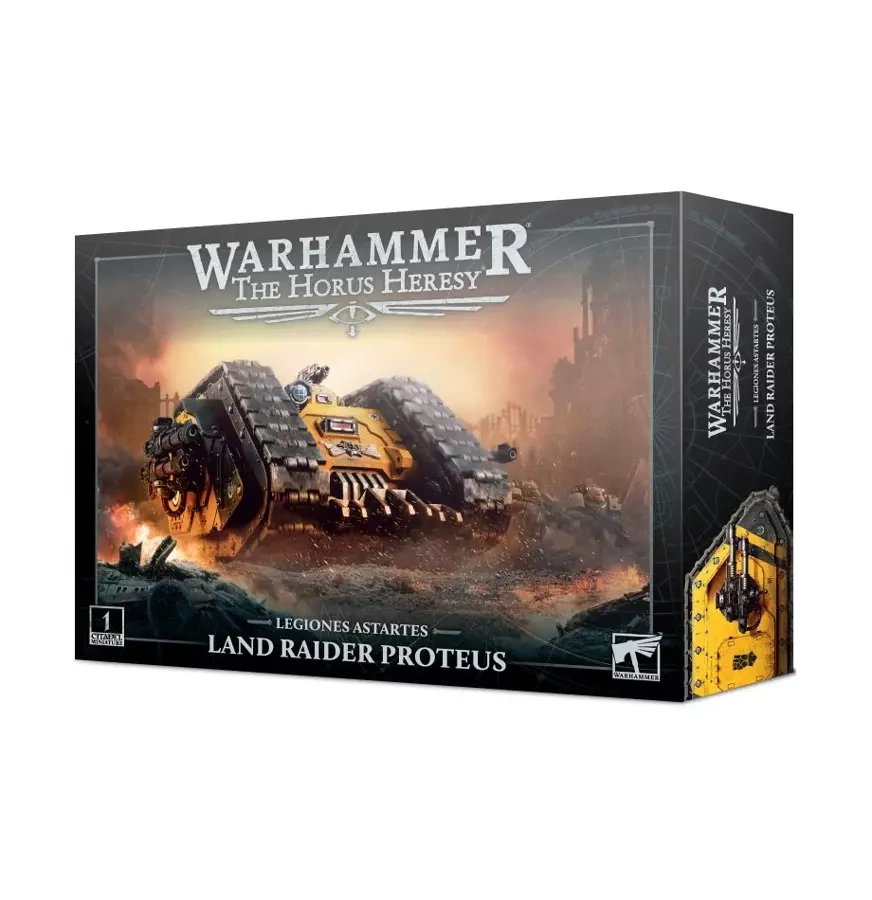 WARHAMMER
THE HORUS HERESY
LEGIONES ASTARTES
LAND RAIDER PROTEUS
1
CITADEL
MINIATURE
WARHAMMER
WARHAMMER
THE HORUS HERESY
LEGIONES ASTARTES
LAND RAIDER PROTEUS